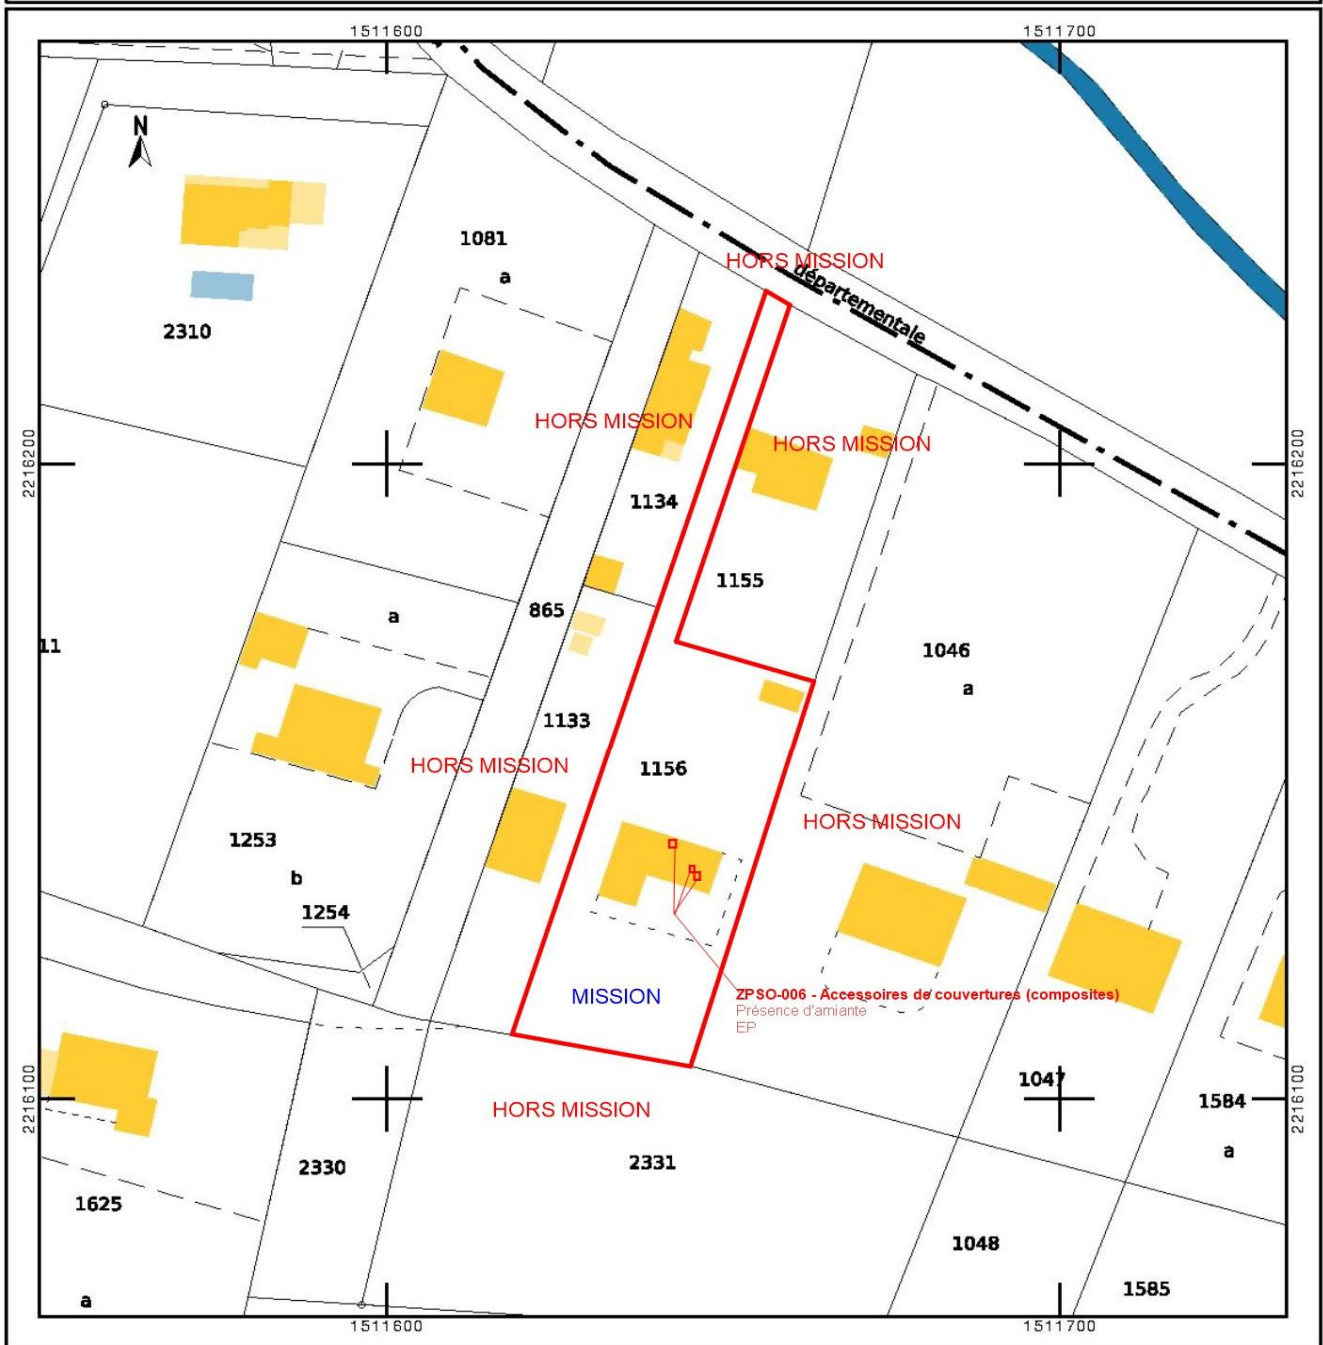 1511600
1511700
N
1081
a
HORS MISSION
départementale
2310
HORS MISSION
HORS MISSION
2216200
2216200
1134
1155
a
865
11
1046
a
1133
HORS MISSION
1156
HORS MISSION
1253
b
1254
MISSION
ZPSO-006 - Accessoires de couvertures (composites)
Présence d'amiante
EP
1047
2216100
2216100
1584
HORS MISSION
a
2330
2331
1625
1048
1585
a
1511600
1511700